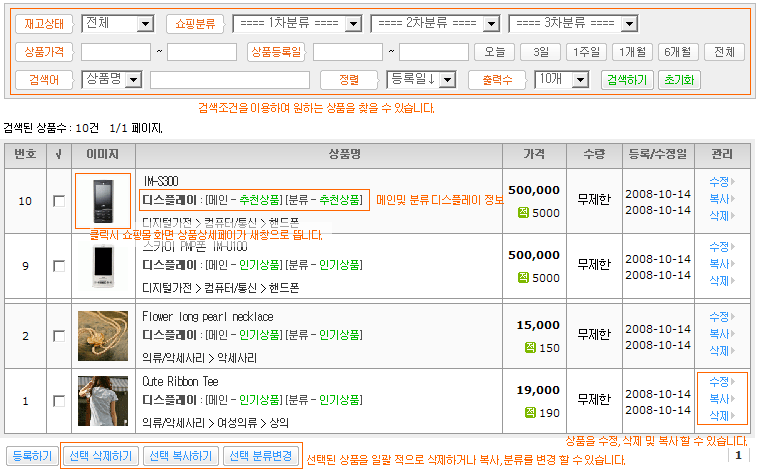 재고상태 전체 쇼핑분류 ==== 1차분류 ==== ==== 2차분류 ==== ==== 3차분류 ====
상품가격 ~ 상품등록일 ~ 오늘 3일 1주일 1개월 6개월 전체
검색어 상품명 정렬 등록일↓ 출력수 10개 검색하기 초기화
검색조건을 이용하여 원하는 상품을 찾을 수 있습니다.
검색된 상품수 : 10건 1/1 페이지.
번호 √ 이미지 상품명 가격 수량 등록/수정일 관리
IM-S300
10 디스플레이 : [메인 - 추천상품] [분류 - 추천상품] 메인및 분류 디스플레이 정보
디지털가전 > 컴퓨터/통신 > 핸드폰
500,000
적 5000
무제한
2008-10-14
2008-10-14
수정
복사
삭제
클릭시 쇼핑몰 화면 상품상세페이가 새창으로 뜹니다.
스카이 PMP폰 IM-U100
9 디스플레이 : [메인 - 인기상품] [분류 - 인기상품]
디지털가전 > 컴퓨터/통신 > 핸드폰
500,000
적 5000
무제한
2008-10-14
2008-10-14
수정
복사
삭제
Flower long pearl necklace
2 디스플레이 : [메인 - 인기상품] [분류 - 인기상품]
의류/악세사리 > 악세사리
15,000
적 150
무제한
2008-10-14
2008-10-14
수정
복사
삭제
Cute Ribbon Tee
1 디스플레이 : [메인 - 인기상품] [분류 - 인기상품]
의류/악세사리 > 여성의류 > 상의
19,000
적 190
무제한
2008-10-14
2008-10-14
수정
복사
삭제
상품을 수정, 삭제 및 복사 할 수 있습니다.
등록하기 선택 삭제하기 선택 복사하기 선택 분류변경 선택된 상품을 일괄 적으로 삭제하거나 복사, 분류를 변경 할 수 있습니다.
1